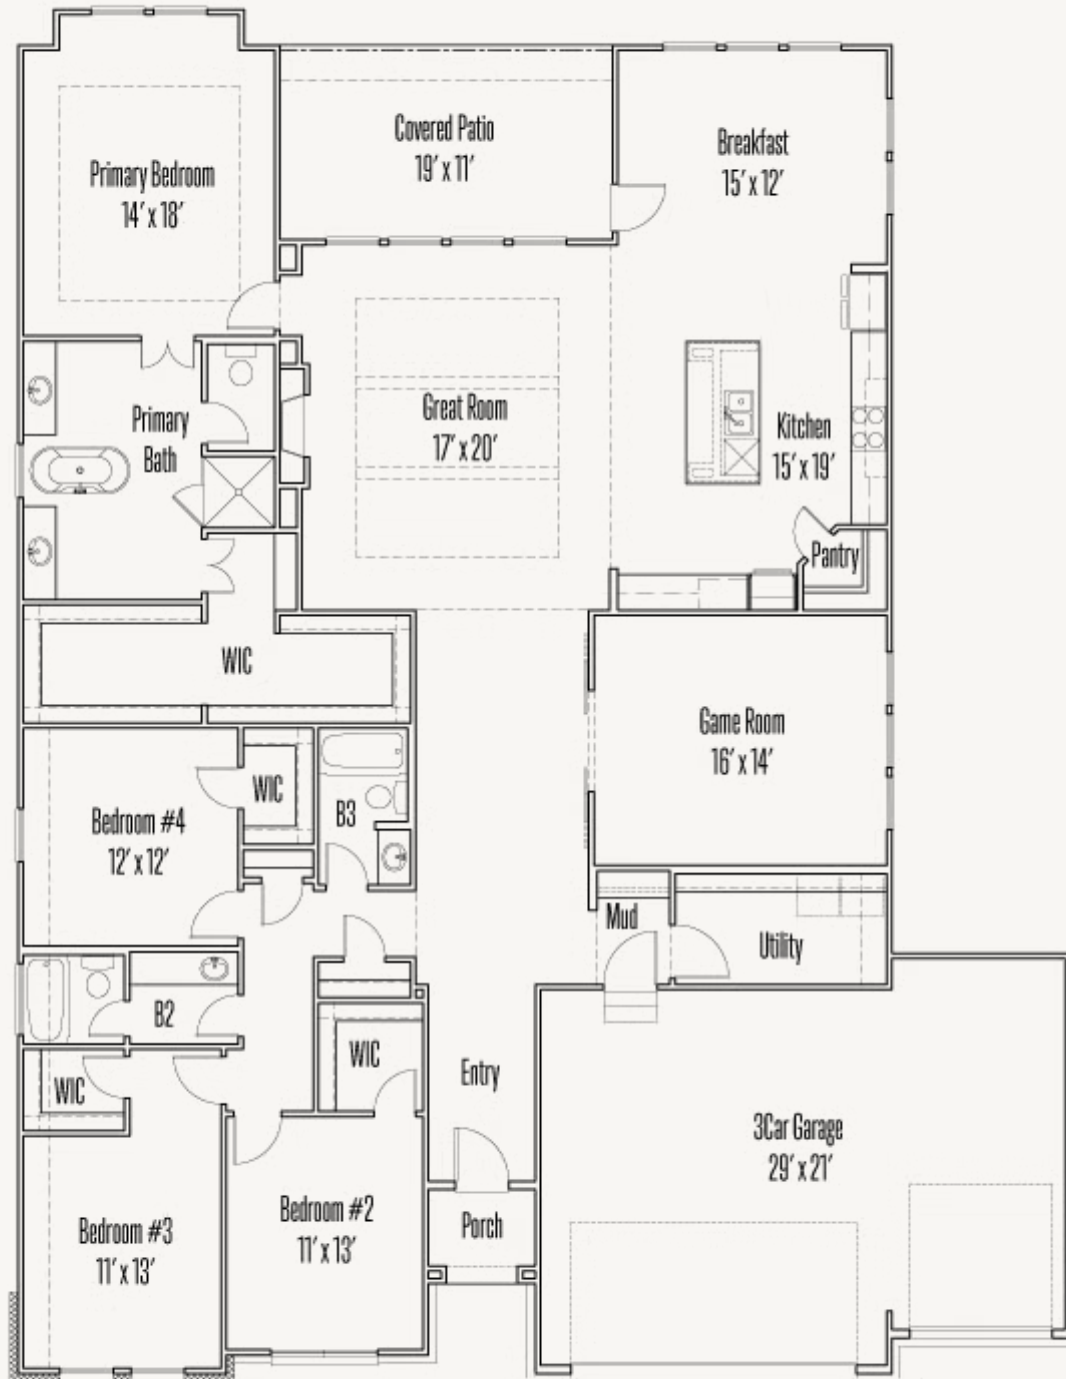 Primary Bedroom
14' x 18'
Covered Patio
19' x 11'
Breakfast
15' x 12'
Primary
Bath
Great Room
17' x 20'
Kitchen
15' x 19'
Pantry
WIC
Game Room
16' x 14'
Bedroom #4
12' x 12'
WIC
B3
Mud
Utility
B2
WIC
WIC
Entry
3Car Garage
29' x 21'
Bedroom #3
11' x 13'
Bedroom #2
11' x 13'
Porch